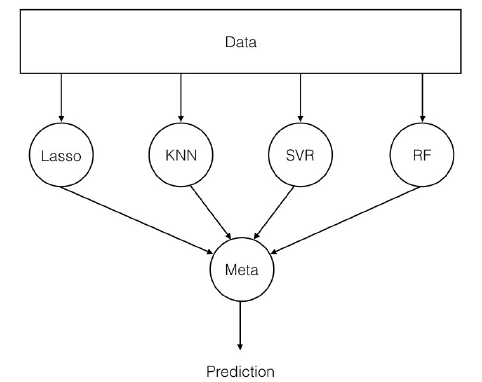 Data
Lasso
KNN
SVR
RF
Meta
Prediction